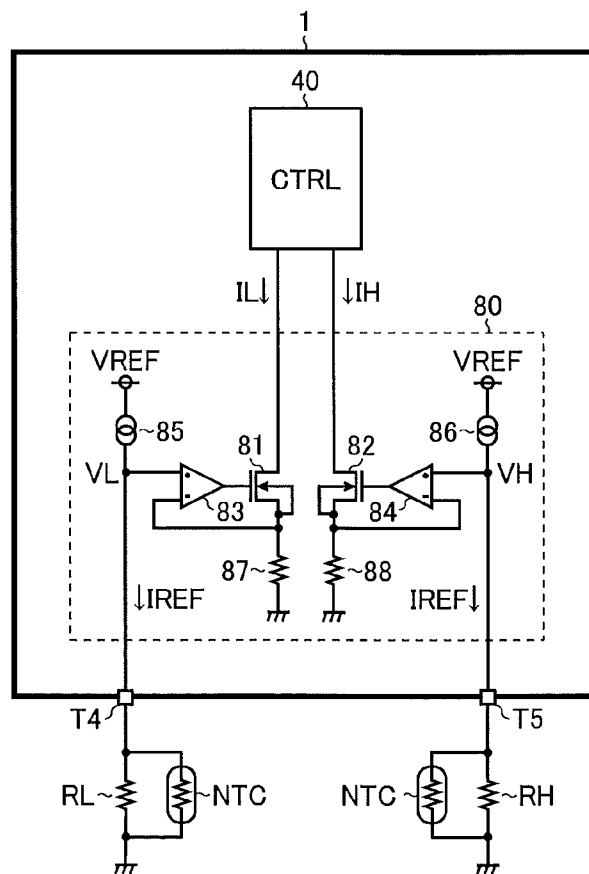 1
40
CTRL
IL↓ ↓IH
80
VREF VREF
85 81 82 86
VL VH
83 84
87 88
↓IREF IREF↓
T4 T5
RL NTC NTC RH